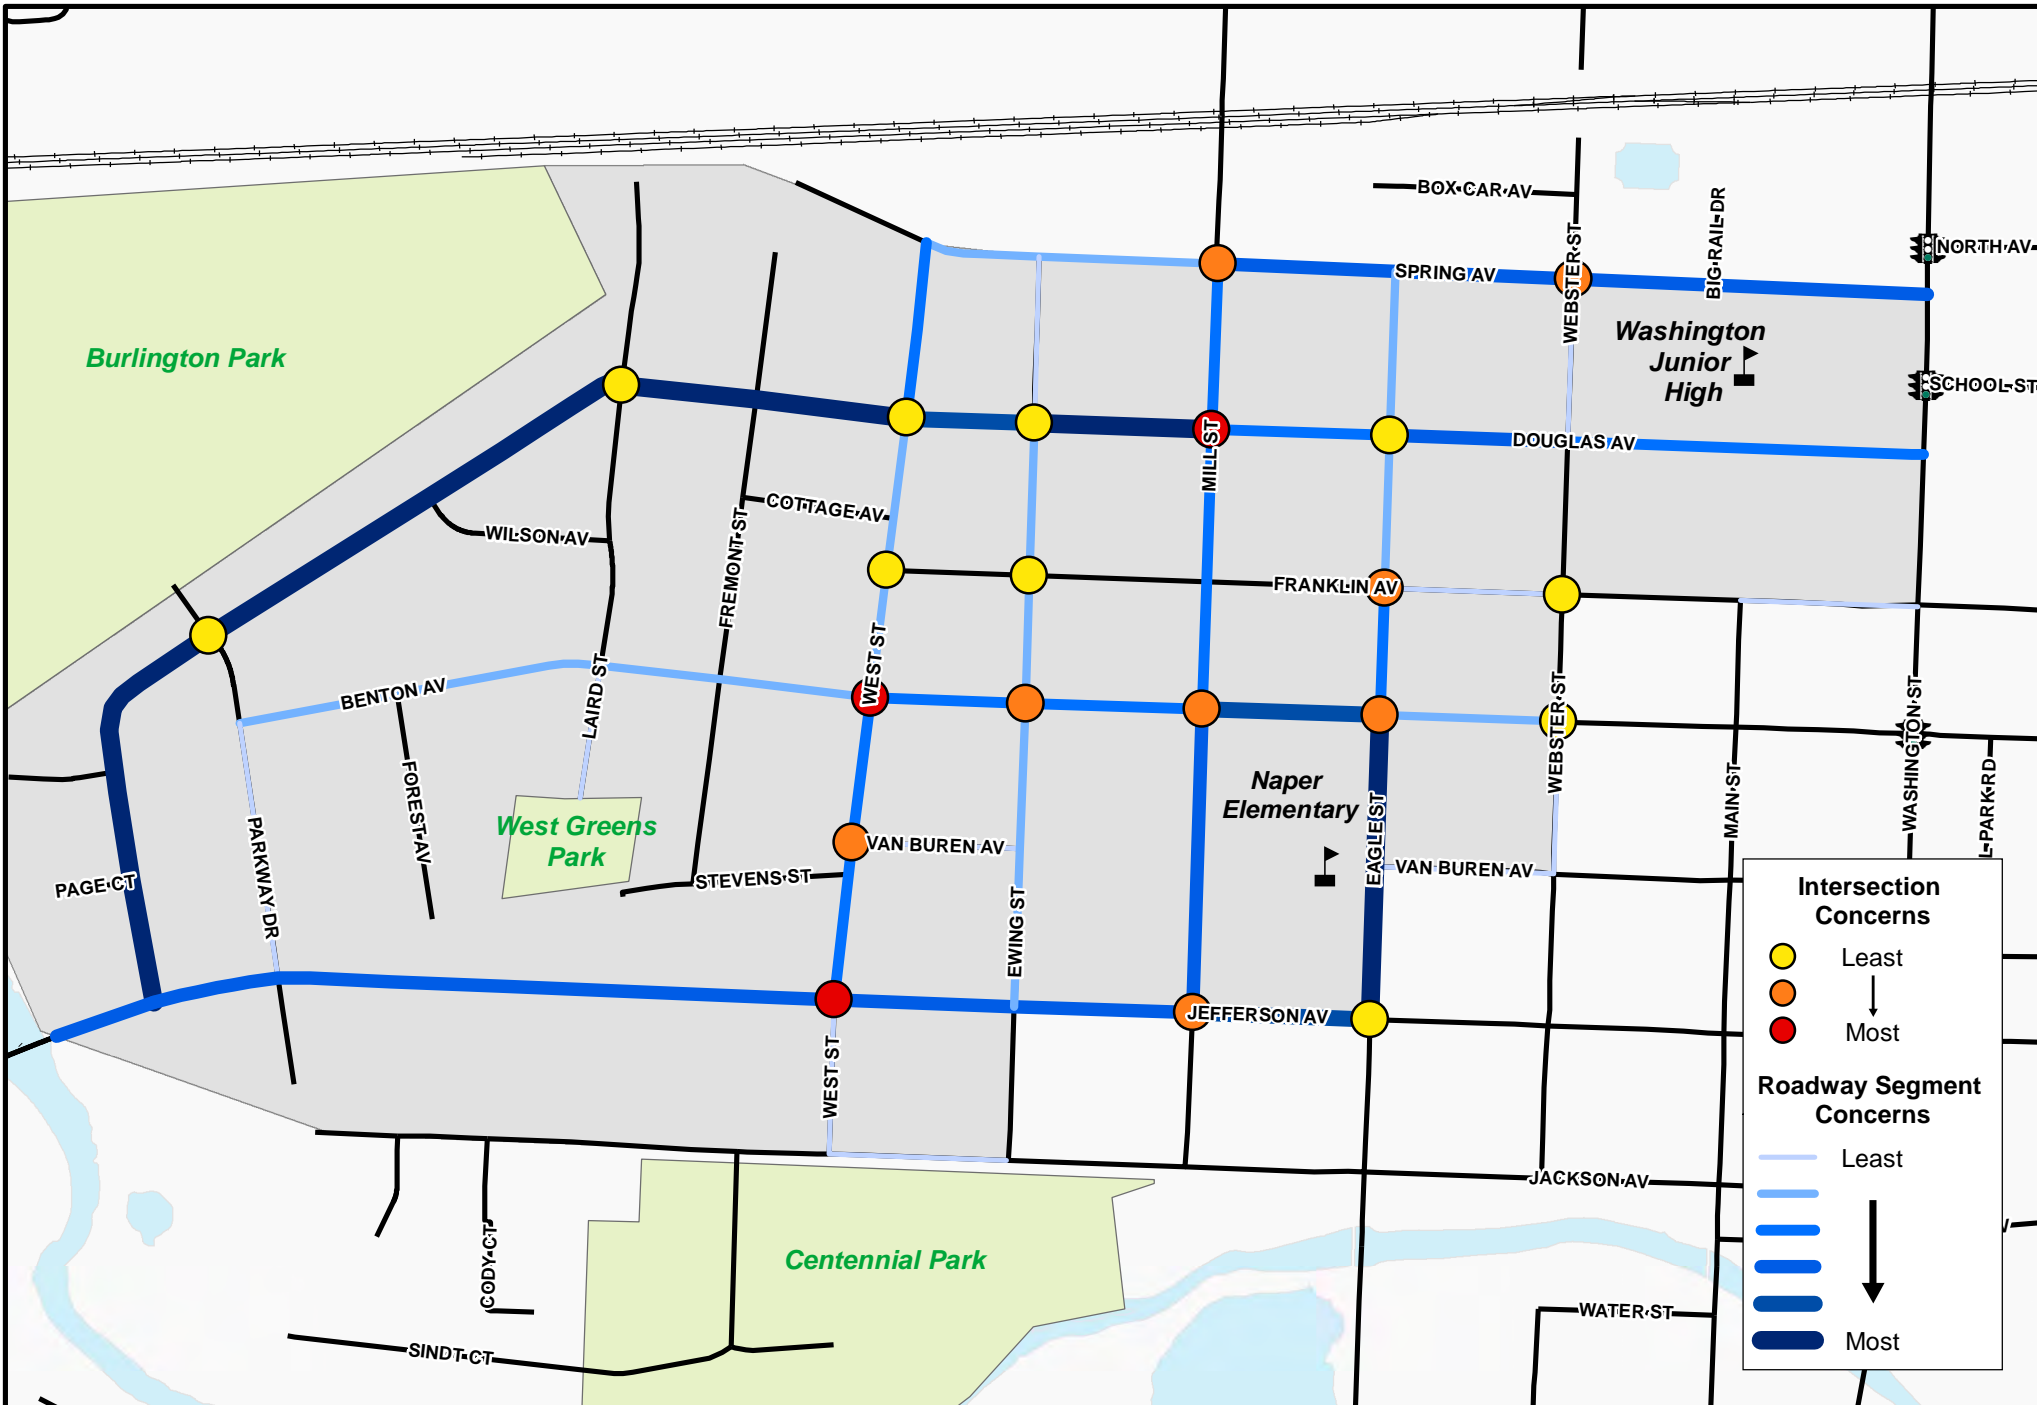 BOX CAR AV
BIG RAIL DR
WEBSTER ST
NORTH AV
SPRING AV
Washington
Junior
High
Burlington Park
SCHOOL ST
DOUGLAS AV
MILL ST
COTTAGE AV
WILSON AV
FREMONT ST
FRANKLIN AV
WEST ST
LAIRD ST
BENTON AV
WEBSTER ST
WASHINGTON ST
MAIN ST
PARK RD
Naper
Elementary
FOREST AV
PARKWAY DR
West Greens
Park
VAN BUREN AV
EAGLE ST
VAN BUREN AV
STEVENS ST
PAGE CT
EWING ST
JEFFERSON AV
WEST ST
JACKSON AV
CODY CT
Centennial Park
WATER ST
SINDT CT
Intersection
Concerns
Least
Most
Roadway Segment
Concerns
Least
Most